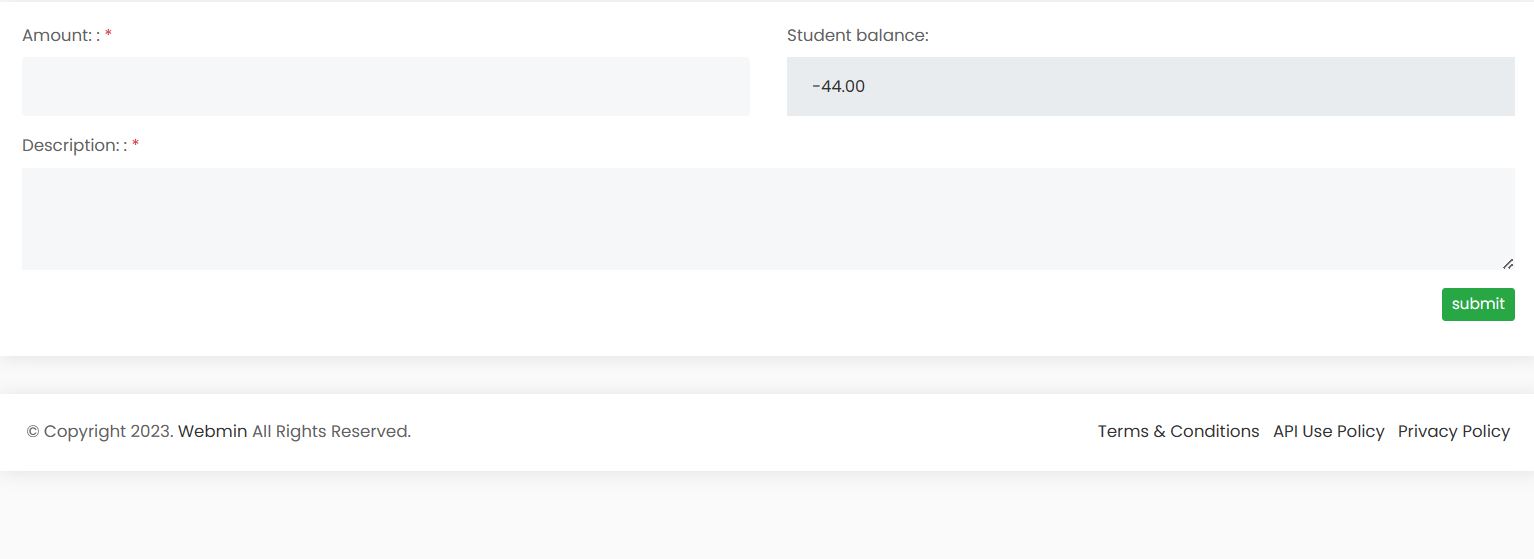 Amount: : *
Student balance:
-44.00
Description: : *
submit
© Copyright 2023. Webmin All Rights Reserved.
Terms & Conditions API Use Policy Privacy Policy